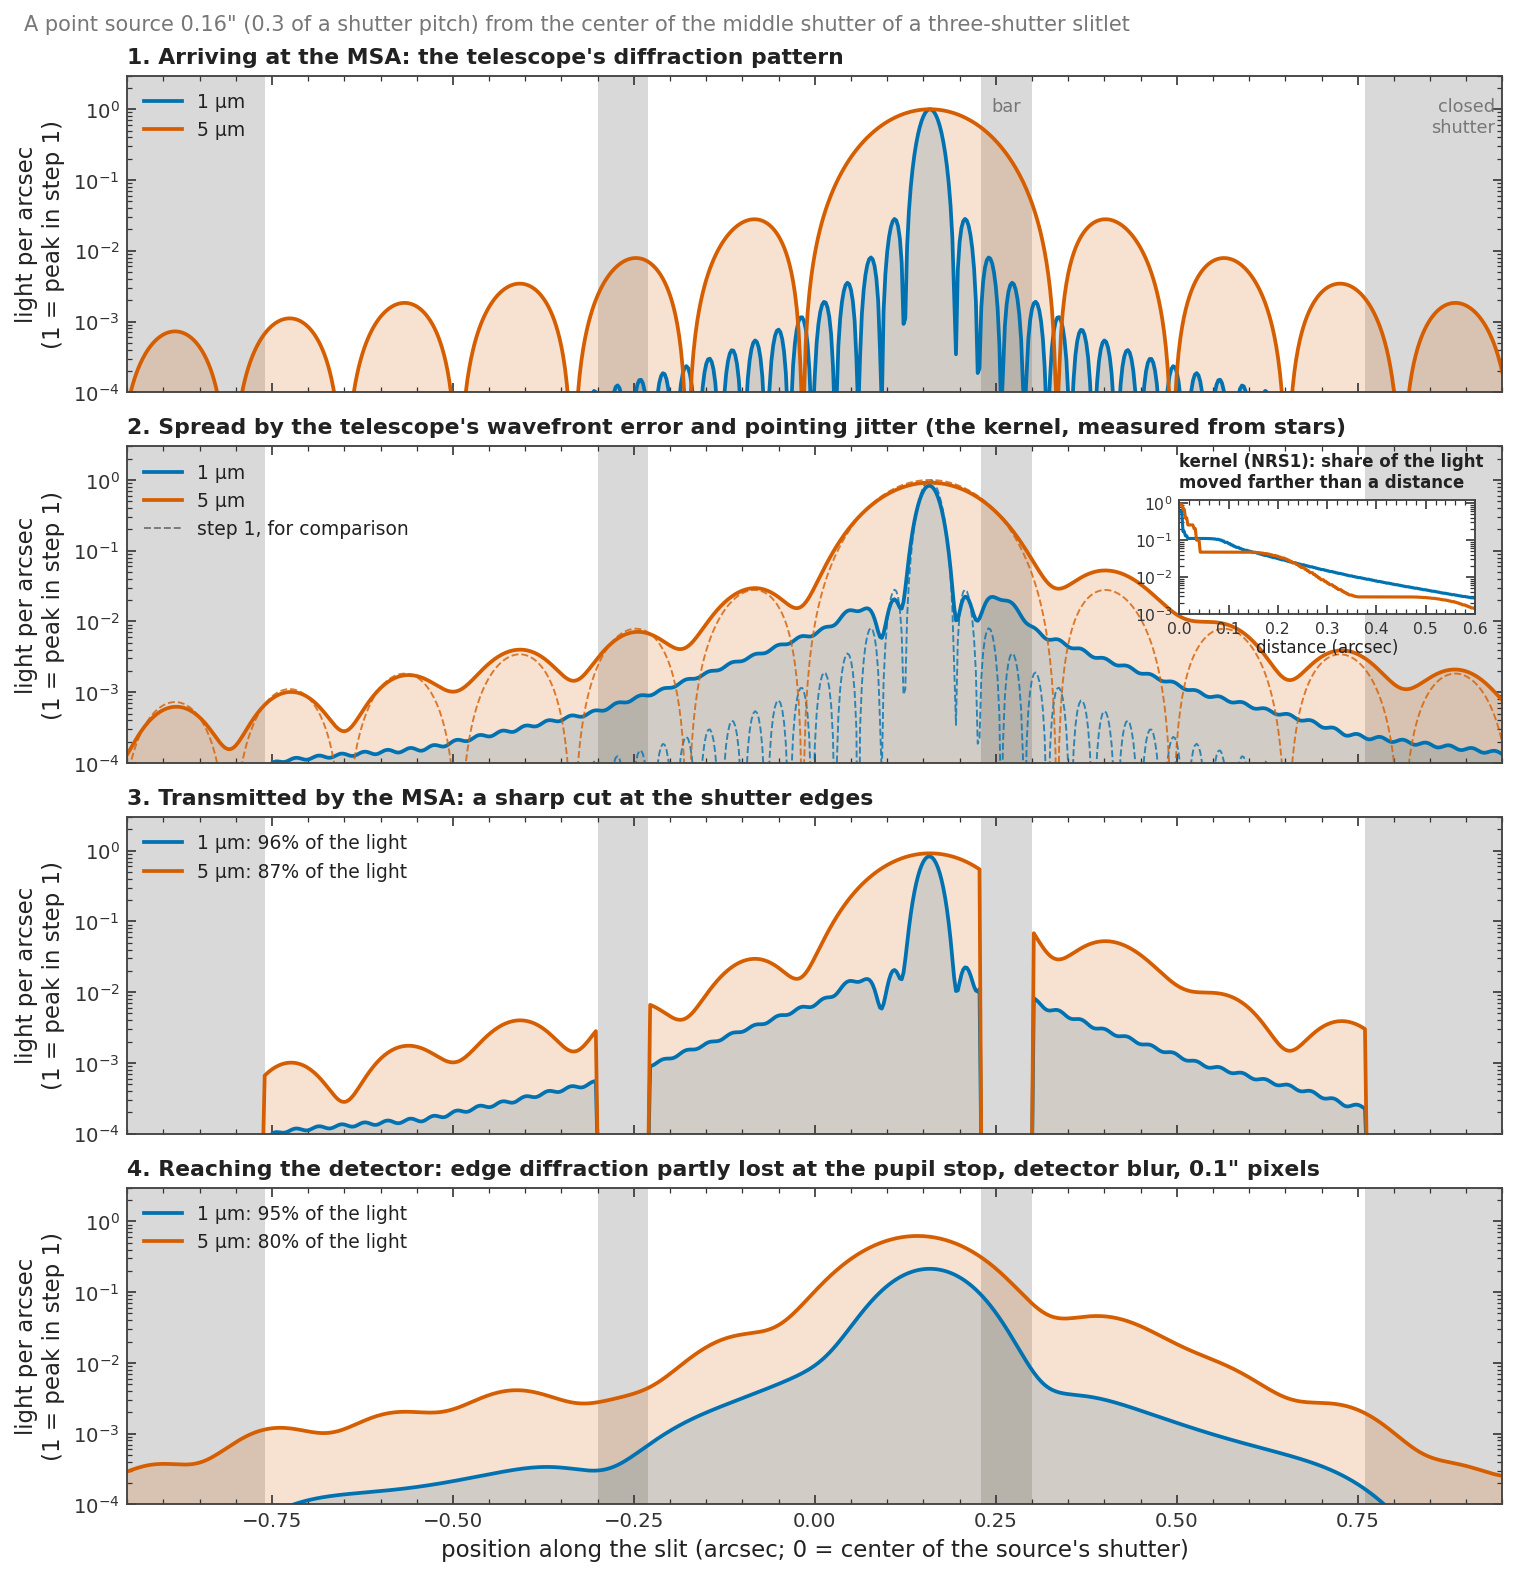 A point source 0.16" (0.3 of a shutter pitch) from the center of the middle shutter of a three-shutter slitlet
1. Arriving at the MSA: the telescope's diffraction pattern
1 μm
5 μm
bar
closed
shutter
10⁰
10⁻¹
10⁻²
10⁻³
10⁻⁴
light per arcsec
(1 = peak in step 1)
2. Spread by the telescope's wavefront error and pointing jitter (the kernel, measured from stars)
1 μm
5 μm
step 1, for comparison
kernel (NRS1): share of the light
moved farther than a distance
10⁰
10⁻¹
10⁻²
10⁻³
0.0 0.1 0.2 0.3 0.4 0.5 0.6
distance (arcsec)
10⁰
10⁻¹
10⁻²
10⁻³
10⁻⁴
light per arcsec
(1 = peak in step 1)
3. Transmitted by the MSA: a sharp cut at the shutter edges
1 μm: 96% of the light
5 μm: 87% of the light
10⁰
10⁻¹
10⁻²
10⁻³
10⁻⁴
light per arcsec
(1 = peak in step 1)
4. Reaching the detector: edge diffraction partly lost at the pupil stop, detector blur, 0.1" pixels
1 μm: 95% of the light
5 μm: 80% of the light
10⁰
10⁻¹
10⁻²
10⁻³
10⁻⁴
light per arcsec
(1 = peak in step 1)
−0.75 −0.50 −0.25 0.00 0.25 0.50 0.75
position along the slit (arcsec; 0 = center of the source's shutter)